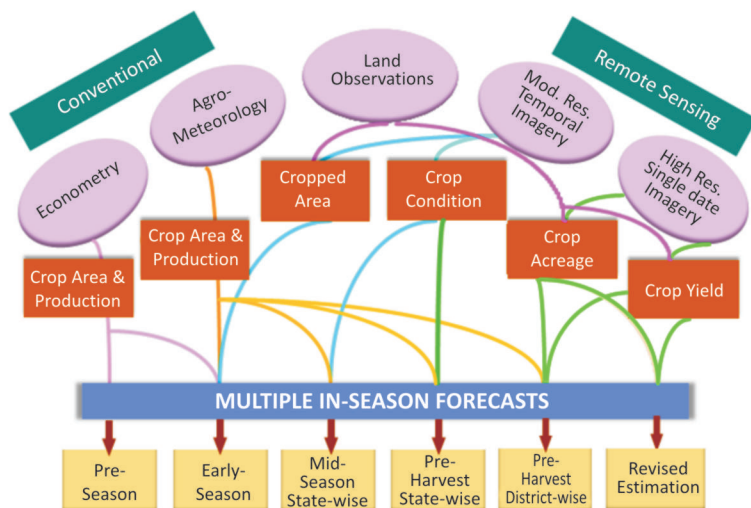 Conventional
Remote Sensing
Land
Observations
Agro-
Meteorology
Mod. Res.
Temporal
Imagery
Econometry
High Res.
Single date
Imagery
Cropped
Area
Crop
Condition
Crop Area &
Production
Crop Area &
Production
Crop
Acreage
Crop Yield
MULTIPLE IN-SEASON FORECASTS
Pre-
Season
Early-
Season
Mid-
Season
State-wise
Pre-
Harvest
State-wise
Pre-
Harvest
District-wise
Revised
Estimation